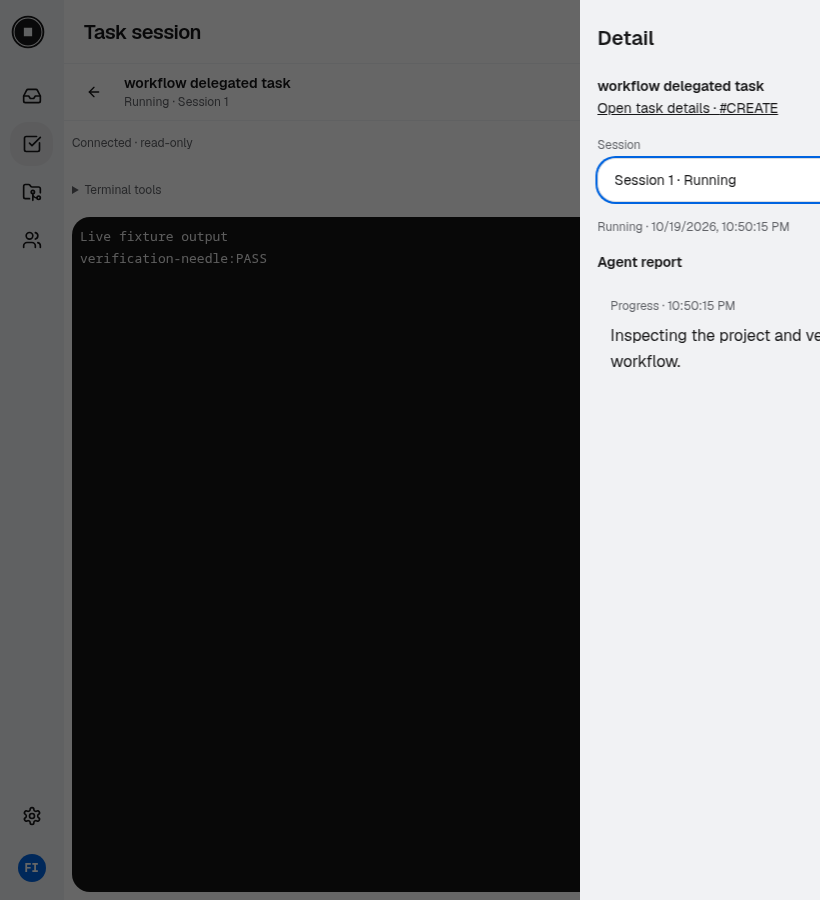 Task session
workflow delegated task
Running · Session 1
Connected · read-only
Terminal tools
Live fixture output
verification-needle:PASS
FI
Detail
workflow delegated task
Open task details · #CREATE
Session
Session 1 · Running
Running · 10/19/2026, 10:50:15 PM
Agent report
Progress · 10:50:15 PM
Inspecting the project and ve
workflow.